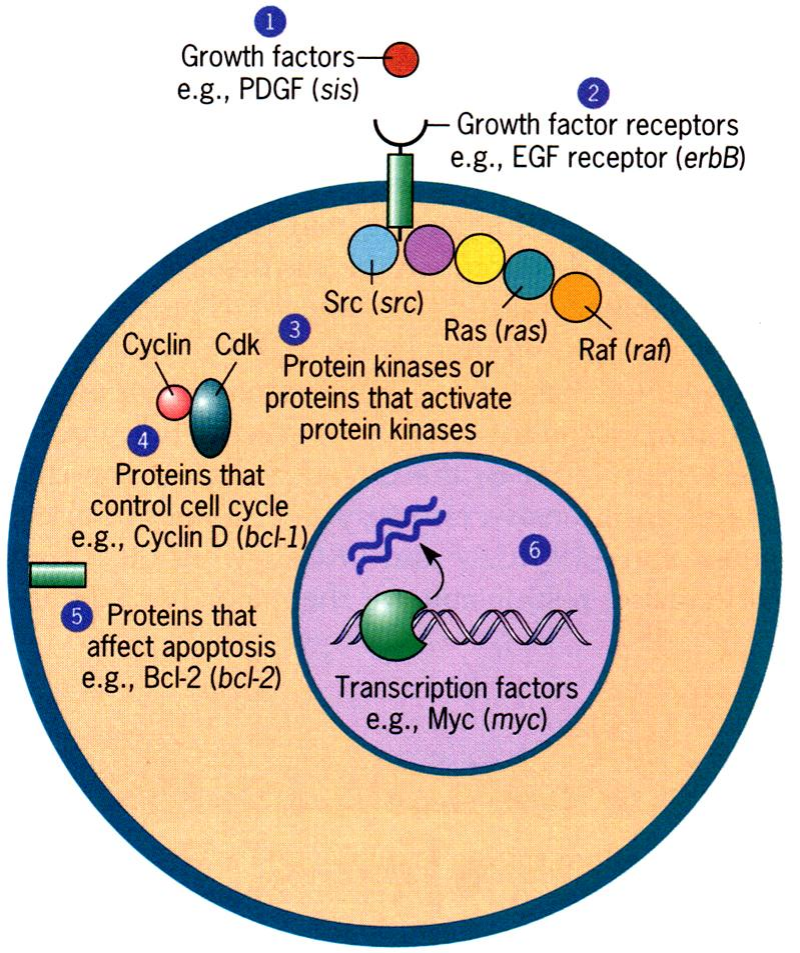 1
Growth factors
e.g., PDGF (sis)
2
Growth factor receptors
e.g., EGF receptor (erbB)
Src (src)
Ras (ras)
Raf (raf)
3
Protein kinases or
proteins that activate
protein kinases
Cyclin Cdk
4
Proteins that
control cell cycle
e.g., Cyclin D (bcl-1)
5
Proteins that
affect apoptosis
e.g., Bcl-2 (bcl-2)
6
Transcription factors
e.g., Myc (myc)